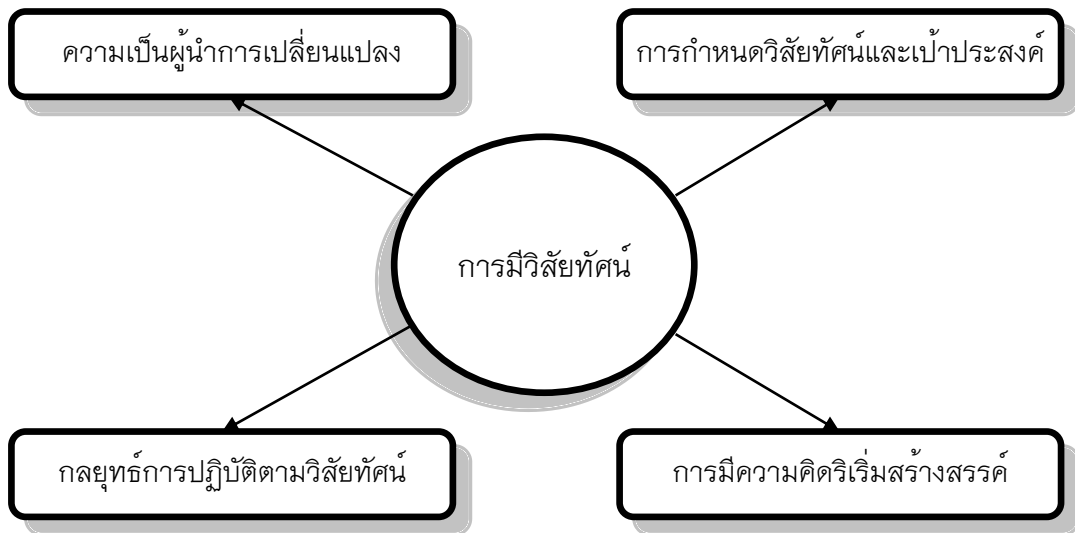 ความเป็นผู้นำการเปลี่ยนแปลง
การกำหนดวิสัยทัศน์และเป้าประสงค์
การมีวิสัยทัศน์
กลยุทธ์การปฏิบัติตามวิสัยทัศน์
การมีความคิดริเริ่มสร้างสรรค์